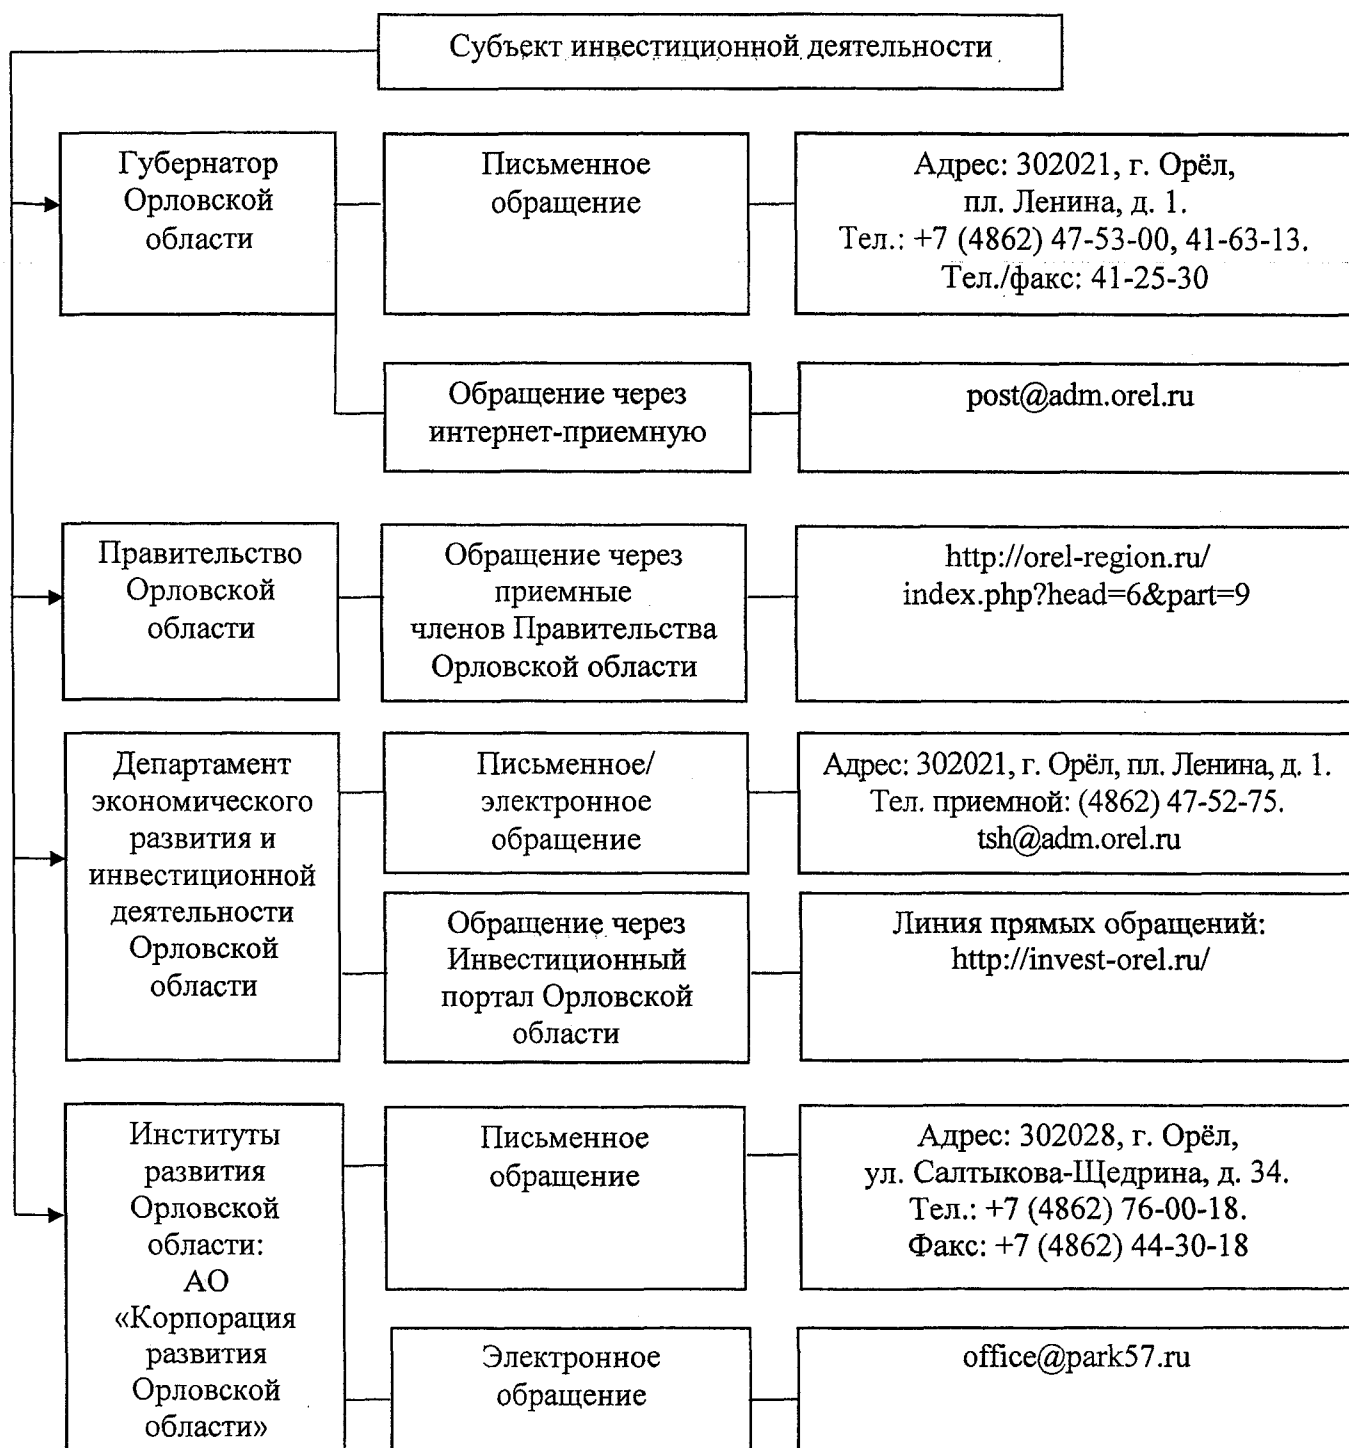 Субъект инвестиционной деятельности
Губернатор
Орловской
области
Письменное
обращение
Адрес: 302021, г. Орёл,
пл. Ленина, д. 1.
Тел.: +7 (4862) 47-53-00, 41-63-13.
Тел./факс: 41-25-30
Обращение через
интернет-приемную
post@adm.orel.ru
Правительство
Орловской
области
Обращение через
приемные
членов Правительства
Орловской области
http://orel-region.ru/
index.php?head=6&part=9
Департамент
экономического
развития и
инвестиционной
деятельности
Орловской
области
Письменное/
электронное
обращение
Адрес: 302021, г. Орёл, пл. Ленина, д. 1.
Тел. приемной: (4862) 47-52-75.
tsh@adm.orel.ru
Обращение через
Инвестиционный
портал Орловской
области
Линия прямых обращений:
http://invest-orel.ru/
Институты
развития
Орловской
области:
АО
«Корпорация
развития
Орловской
области»
Письменное
обращение
Адрес: 302028, г. Орёл,
ул. Салтыкова-Щедрина, д. 34.
Тел.: +7 (4862) 76-00-18.
Факс: +7 (4862) 44-30-18
Электронное
обращение
office@park57.ru